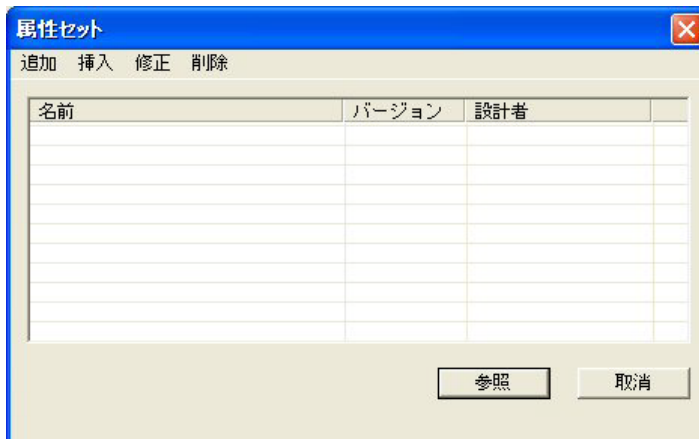 属性セット
追加 挿入 修正 削除
名前 バージョン 設計者
参照 取消